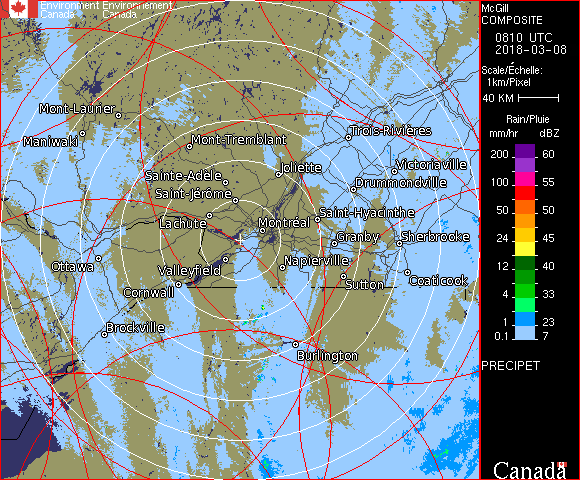 Environment Environnement
Canada Canada
McGill
COMPOSITE
0810 UTC
2018-03-08
Scale/Échelle:
1km/Pixel
40 KM
Rain/Pluie
mm/hr dBZ
200 60
100 55
50 50
24 45
12 40
4 33
1 23
0.1 7
PRECIPET
Canada
Mont-Laurier
Maniwaki
Mont-Tremblant
Trois-Rivières
Joliette
Victoriaville
Sainte-Adèle
Drummondville
Saint-Jérôme
Saint-Hyacinthe
Lachute
Montréal
Granby
Sherbrooke
Ottawa
Valleyfield
Napierville
Sutton
Coaticook
Cornwall
Brockville
Burlington